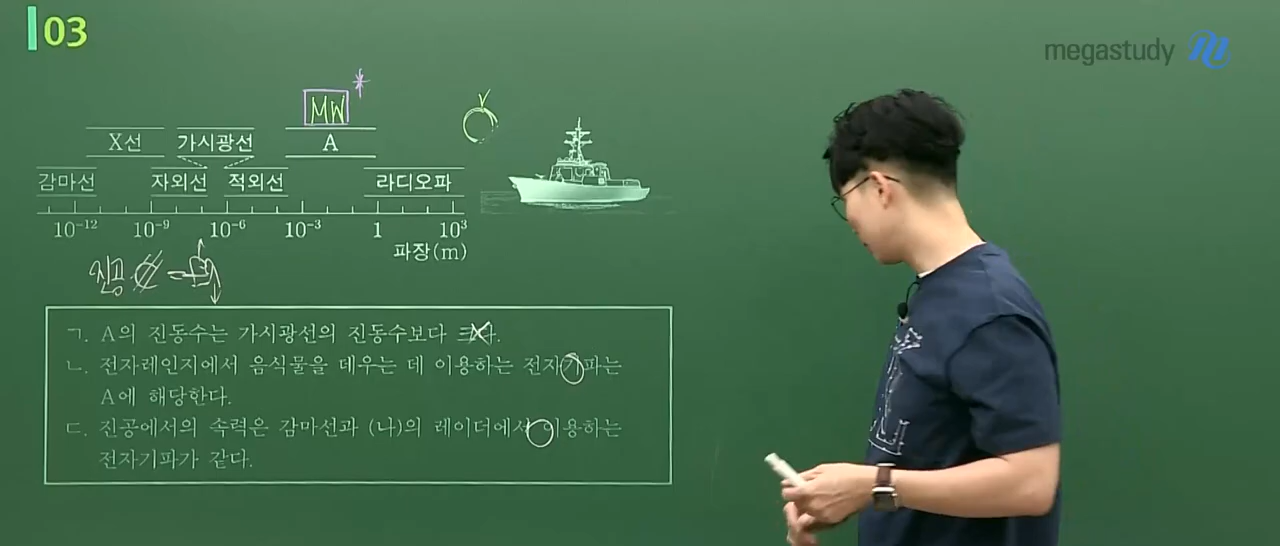 03
megastudy
MW
X선 가시광선 A
감마선 자외선 적외선 라디오파
10⁻¹² 10⁻⁹ 10⁻⁶ 10⁻³ 1 10³
파장(m)
진공
ㄱ. A의 진동수는 가시광선의 진동수보다 크다.
ㄴ. 전자레인지에서 음식물을 데우는 데 이용하는 전자기파는
A에 해당한다.
ㄷ. 진공에서의 속력은 감마선과 (나)의 레이더에서 이용하는
전자기파가 같다.